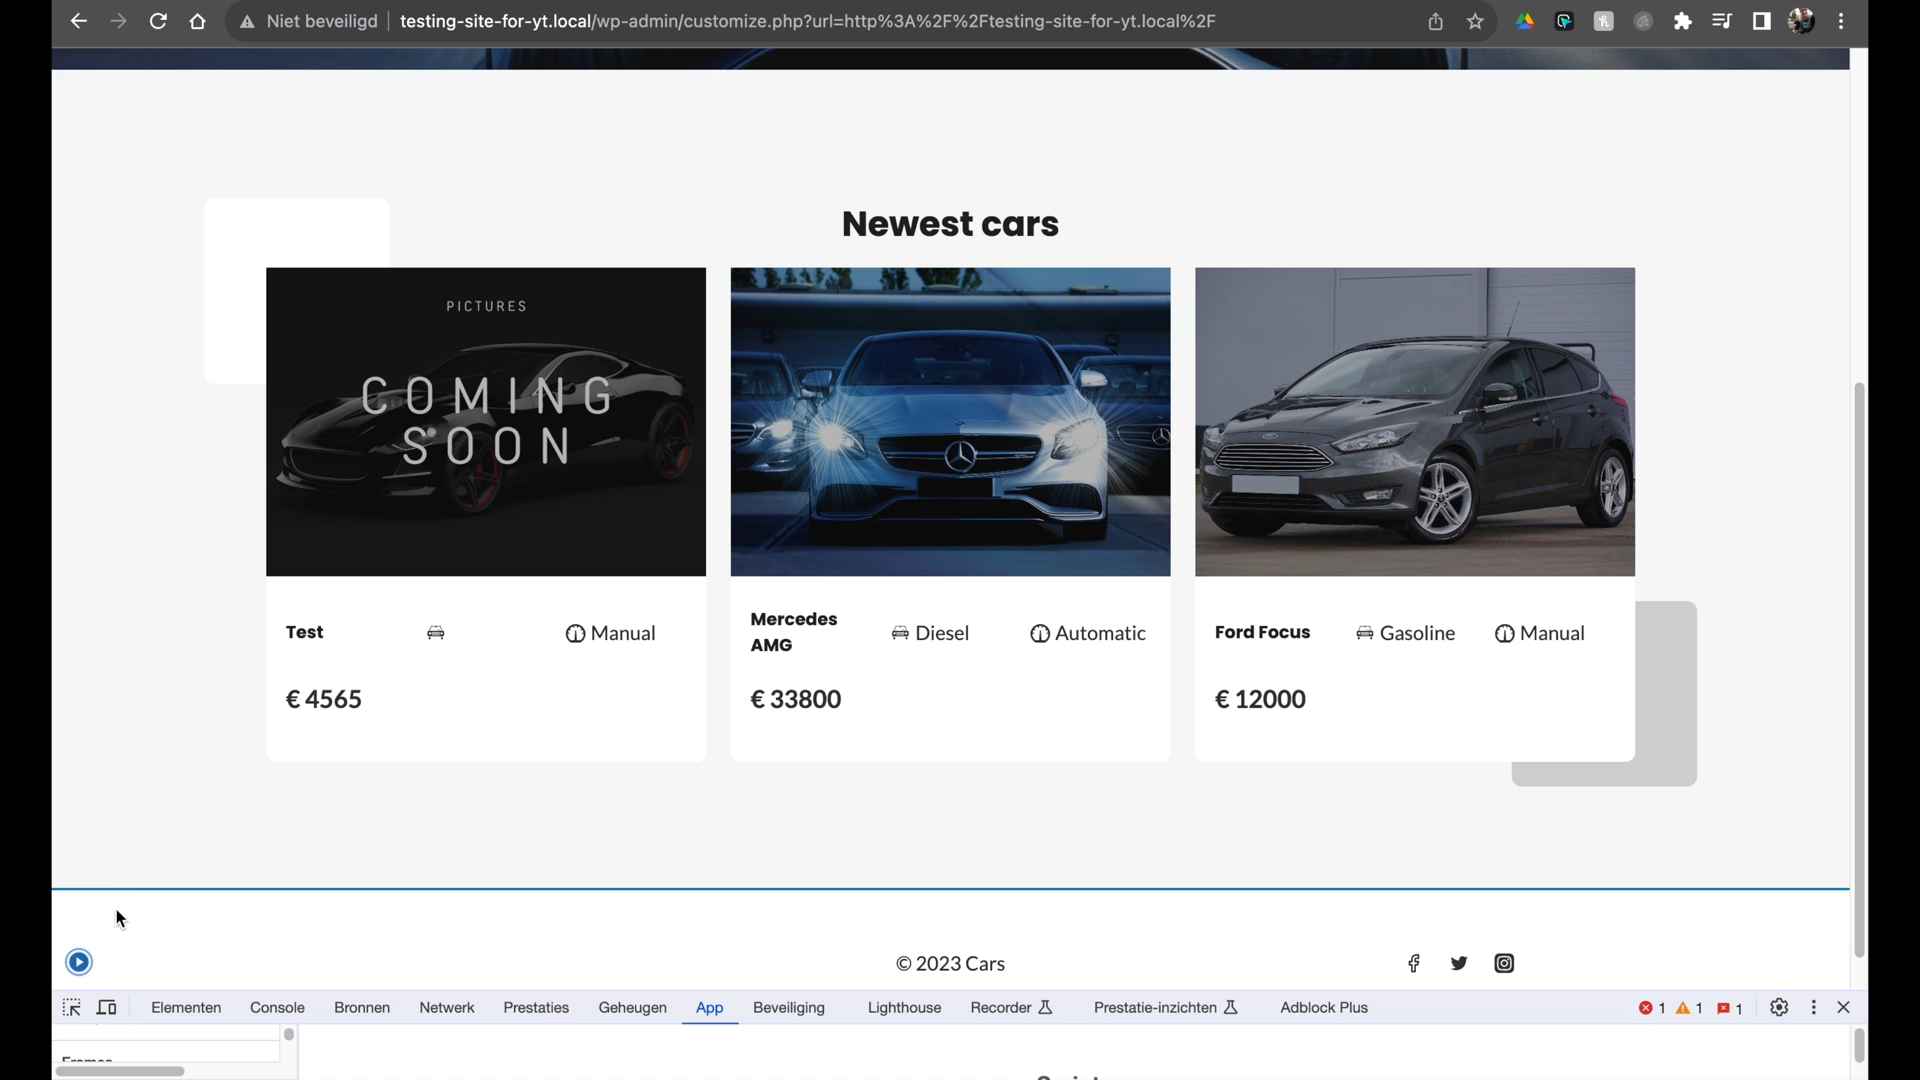 Niet beveiligd
testing-site-for-yt.local/wp-admin/customize.php?url=http%3A%2F%2Ftesting-site-for-yt.local%2F
Newest cars
PICTURES
COMING
SOON
Test
Manual
€ 4565
Mercedes
AMG
Diesel
Automatic
€ 33800
Ford Focus
Gasoline
Manual
€ 12000
© 2023 Cars
Elementen Console Bronnen Netwerk Prestaties Geheugen App Beveiliging Lighthouse Recorder Prestatie-inzichten Adblock Plus 1 1 1
Frames